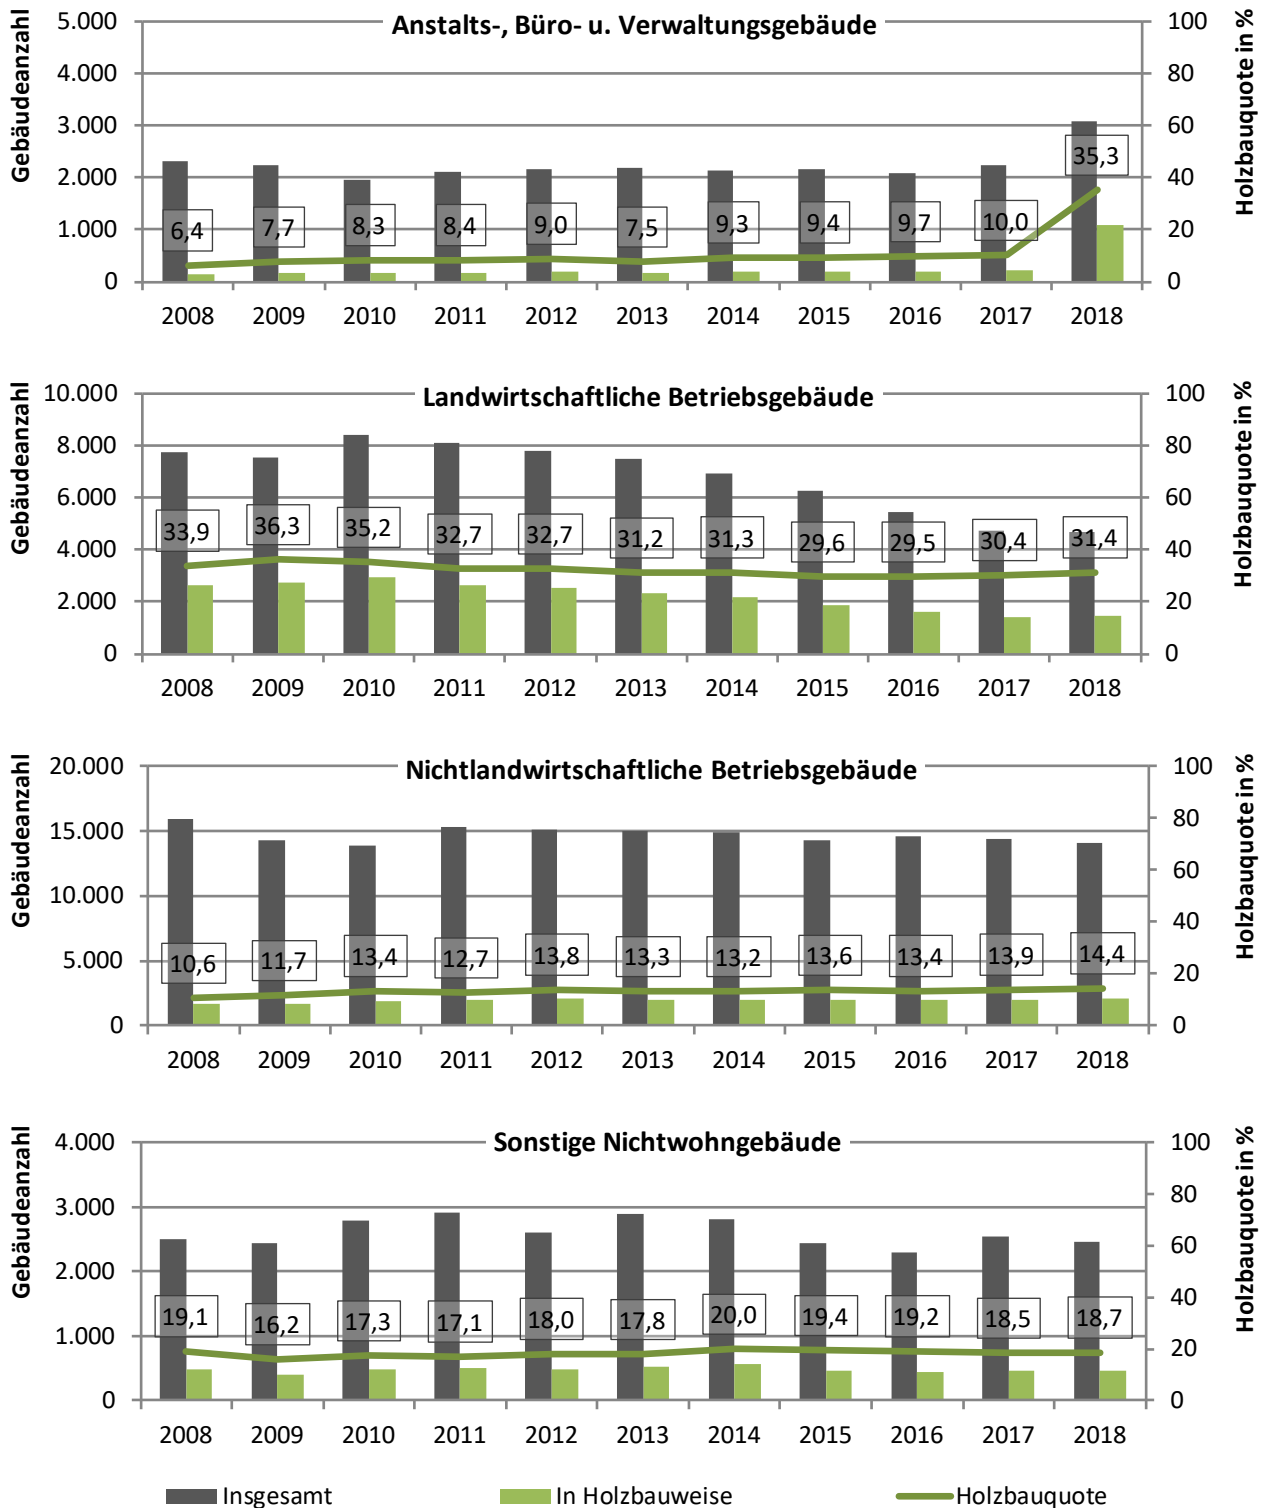 Anstalts-, Büro- u. Verwaltungsgebäude
Gebäudeanzahl
Holzbauquote in %
5.000
4.000
3.000
2.000
1.000
0
100
80
60
40
20
0
6,4 7,7 8,3 8,4 9,0 7,5 9,3 9,4 9,7 10,0 35,3
2008 2009 2010 2011 2012 2013 2014 2015 2016 2017 2018
Landwirtschaftliche Betriebsgebäude
Gebäudeanzahl
Holzbauquote in %
10.000
8.000
6.000
4.000
2.000
0
100
80
60
40
20
0
33,9 36,3 35,2 32,7 32,7 31,2 31,3 29,6 29,5 30,4 31,4
2008 2009 2010 2011 2012 2013 2014 2015 2016 2017 2018
Nichtlandwirtschaftliche Betriebsgebäude
Gebäudeanzahl
Holzbauquote in %
20.000
15.000
10.000
5.000
0
100
80
60
40
20
0
10,6 11,7 13,4 12,7 13,8 13,3 13,2 13,6 13,4 13,9 14,4
2008 2009 2010 2011 2012 2013 2014 2015 2016 2017 2018
Sonstige Nichtwohngebäude
Gebäudeanzahl
Holzbauquote in %
4.000
3.000
2.000
1.000
0
100
80
60
40
20
0
19,1 16,2 17,3 17,1 18,0 17,8 20,0 19,4 19,2 18,5 18,7
2008 2009 2010 2011 2012 2013 2014 2015 2016 2017 2018
Insgesamt In Holzbauweise Holzbauquote